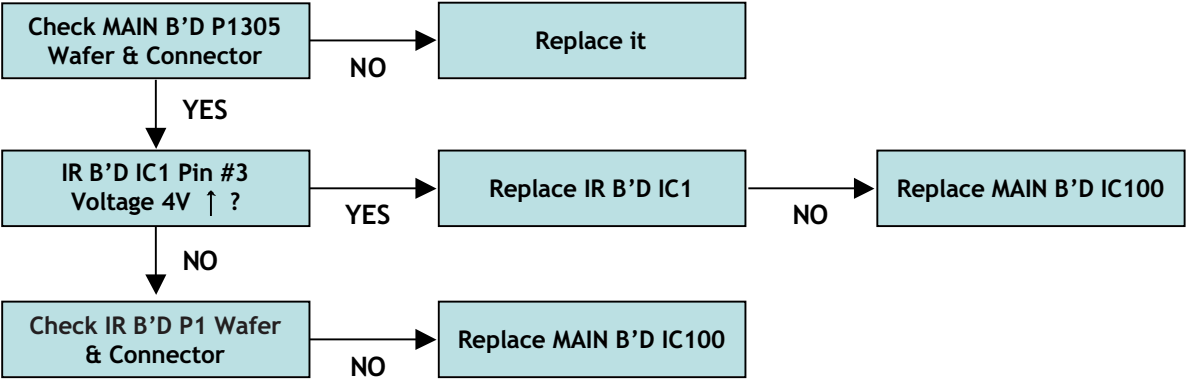 Check MAIN B’D P1305
Wafer & Connector
NO
Replace it
YES
IR B’D IC1 Pin #3
Voltage 4V ↑ ?
YES
Replace IR B’D IC1
NO
Replace MAIN B’D IC100
NO
Check IR B’D P1 Wafer
& Connector
NO
Replace MAIN B’D IC100